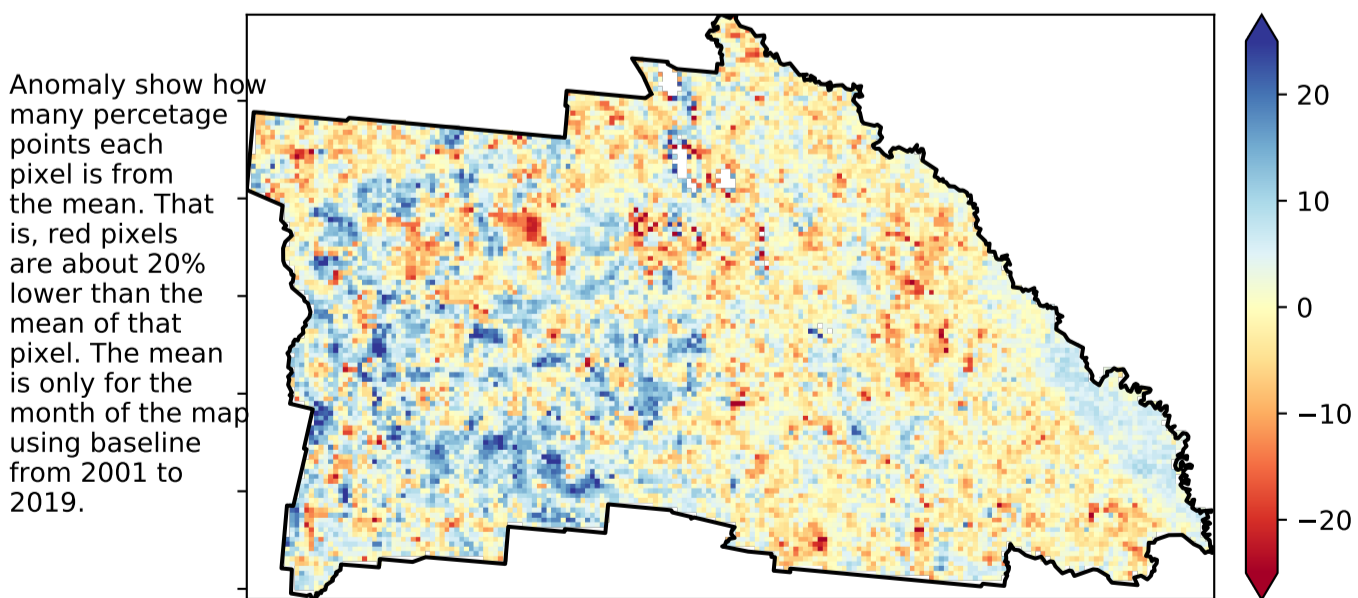 Anomaly show how
many percetage
points each
pixel is from
the mean. That
is, red pixels
are about 20%
lower than the
mean of that
pixel. The mean
is only for the
month of the map
using baseline
from 2001 to
2019.
20
10
0
−10
−20